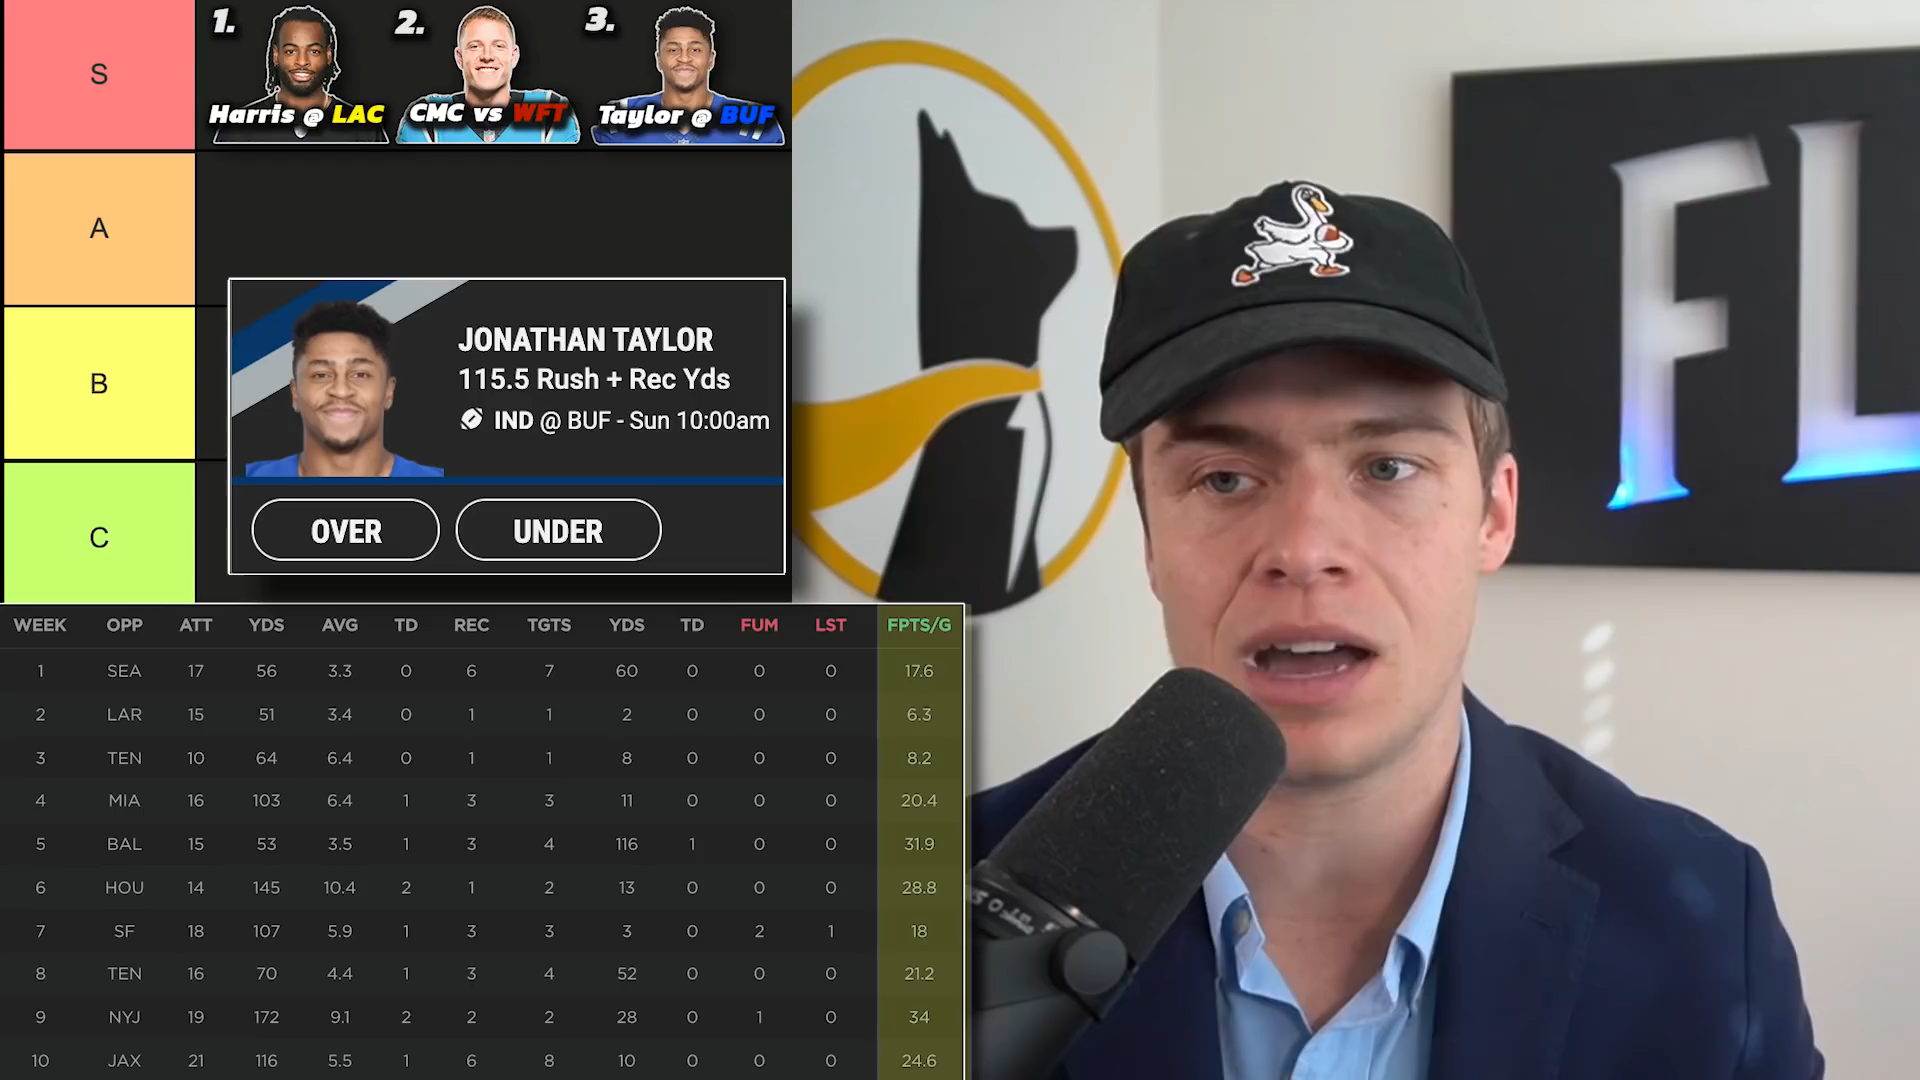 S
1.
2.
3.
Harris @ LAC
CMC vs WFT
Taylor @ BUF
A
B
C
JONATHAN TAYLOR
115.5 Rush + Rec Yds
IND @ BUF - Sun 10:00am
OVER
UNDER
FL
WEEK OPP ATT YDS AVG TD REC TGTS YDS TD FUM LST FPTS/G
1 SEA 17 56 3.3 0 6 7 60 0 0 0 17.6
2 LAR 15 51 3.4 0 1 1 2 0 0 0 6.3
3 TEN 10 64 6.4 0 1 1 8 0 0 0 8.2
4 MIA 16 103 6.4 1 3 3 11 0 0 0 20.4
5 BAL 15 53 3.5 1 3 4 116 1 0 0 31.9
6 HOU 14 145 10.4 2 1 2 13 0 0 0 28.8
7 SF 18 107 5.9 1 3 3 3 0 2 1 18
8 TEN 16 70 4.4 1 3 4 52 0 0 0 21.2
9 NYJ 19 172 9.1 2 2 2 28 0 1 0 34
10 JAX 21 116 5.5 1 6 8 10 0 0 0 24.6